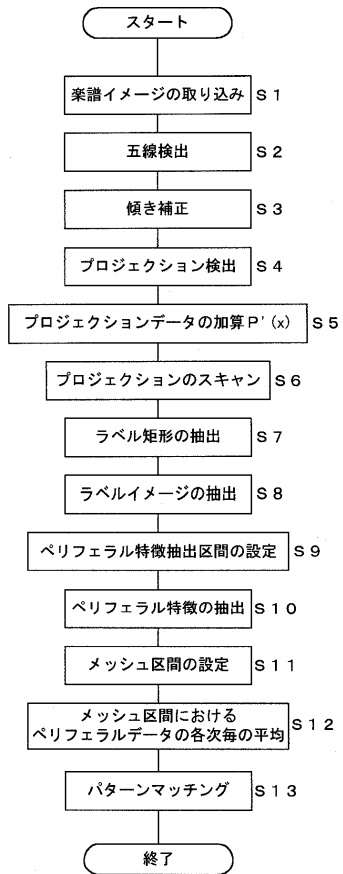 スタート
楽譜イメージの取り込み S1
五線検出 S2
傾き補正 S3
プロジェクション検出 S4
プロジェクションデータの加算P'(x) S5
プロジェクションのスキャン S6
ラベル矩形の抽出 S7
ラベルイメージの抽出 S8
ペリフェラル特徴抽出区間の設定 S9
ペリフェラル特徴の抽出 S10
メッシュ区間の設定 S11
メッシュ区間における
ペリフェラルデータの各次毎の平均 S12
パターンマッチング S13
終了